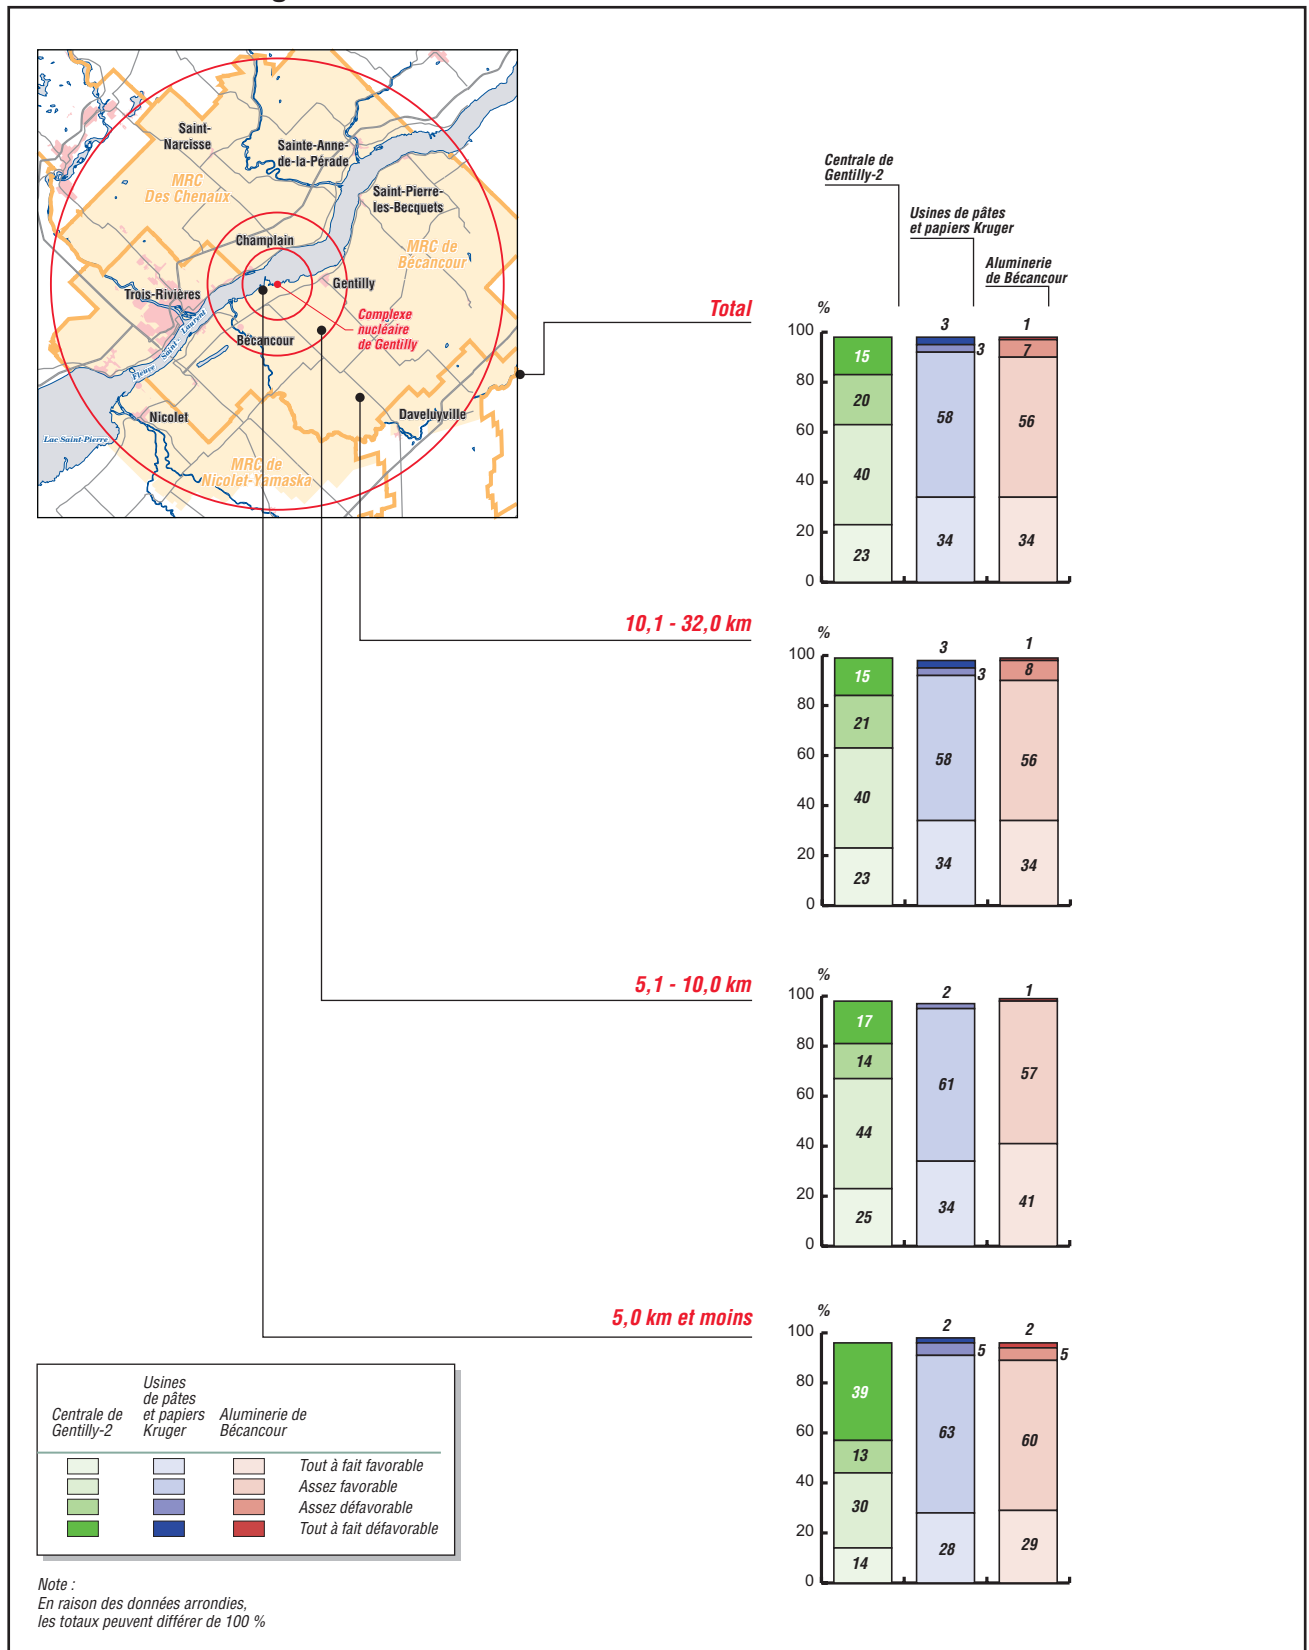 Saint-
Narcisse
Sainte-Anne-
de-la-Pérade
MRC
Des Chenaux
Saint-Pierre-
les-Becquets
Champlain
MRC de
Bécancour
Gentilly
Trois-Rivières
Complexe
nucléaire
de Gentilly
Bécancour
Fleuve Saint-Laurent
Nicolet
Daveluyville
Lac Saint-Pierre
MRC de
Nicolet-Yamaska
Centrale de
Gentilly-2
Usines de pâtes
et papiers Kruger
Aluminerie
de Bécancour
Total
%
100
80
60
40
20
0
15
20
40
23
3
3
58
34
1
7
56
34
10,1 - 32,0 km
%
100
80
60
40
20
0
15
21
40
23
3
3
58
34
1
8
56
34
5,1 - 10,0 km
%
100
80
60
40
20
0
17
14
44
25
2
61
34
1
57
41
5,0 km et moins
%
100
80
60
40
20
0
39
13
30
14
2
5
63
28
2
5
60
29
Centrale de
Gentilly-2
Usines
de pâtes
et papiers
Kruger
Aluminerie de
Bécancour
Tout à fait favorable
Assez favorable
Assez défavorable
Tout à fait défavorable
Note :
En raison des données arrondies,
les totaux peuvent différer de 100 %